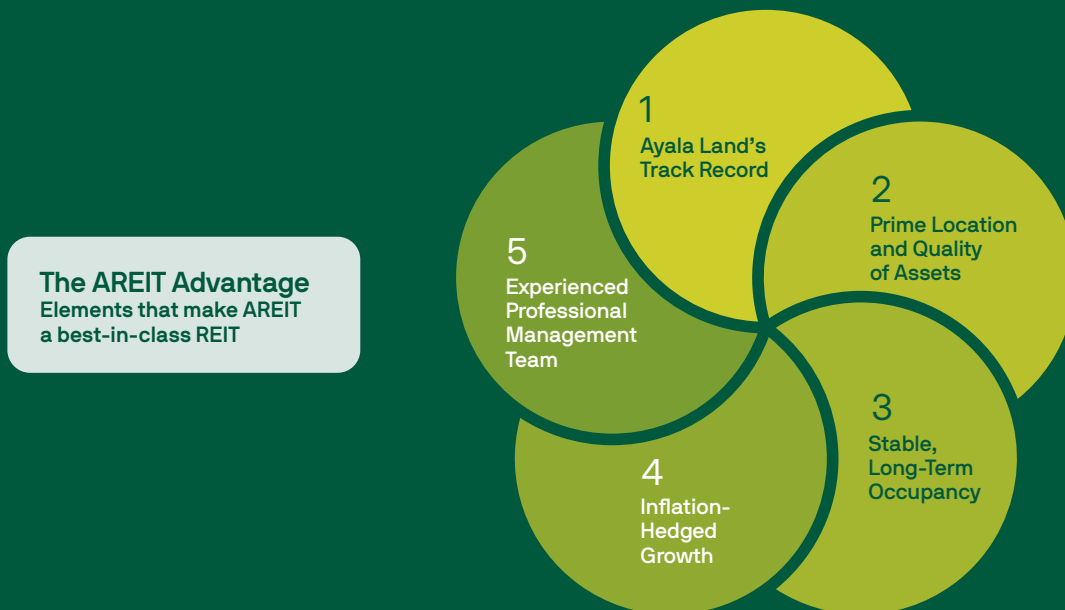 The AREIT Advantage
Elements that make AREIT
a best-in-class REIT
1
Ayala Land's
Track Record
2
Prime Location
and Quality
of Assets
3
Stable,
Long-Term
Occupancy
4
Inflation-
Hedged
Growth
5
Experienced
Professional
Management
Team